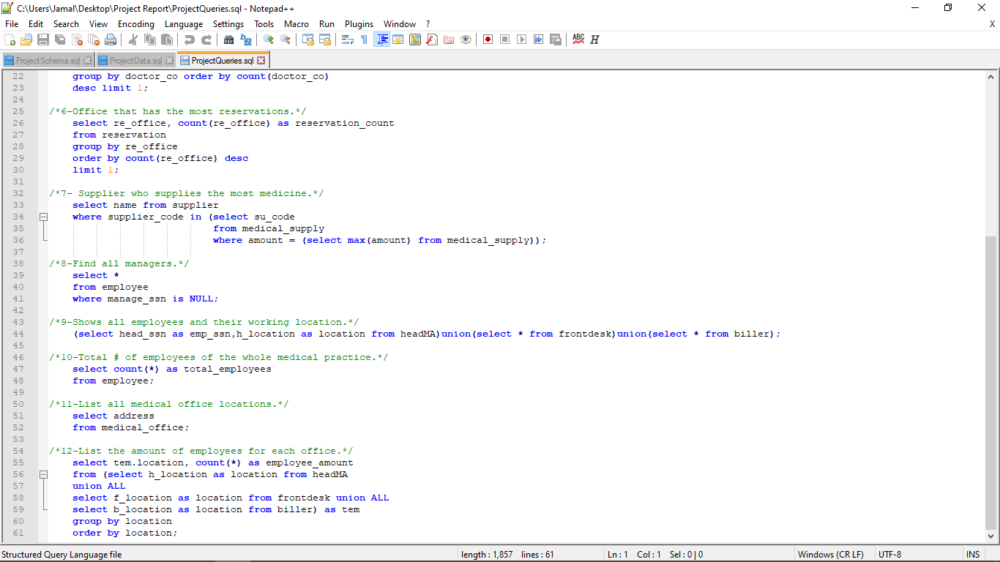 C:\Users\Jamal\Desktop\Project Report\ProjectQueries.sql - Notepad++
File Edit Search View Encoding Language Settings Tools Macro Run Plugins Window ? X
ABC H
ProjectSchema.sql ProjectData.sql ProjectQueries.sql
22 group by doctor_co order by count(doctor_co)
23 desc limit 1;
24
25 /*6-Office that has the most reservations.*/
26 select re_office, count(re_office) as reservation_count
27 from reservation
28 group by re_office
29 order by count(re_office) desc
30 limit 1;
31
32 /*7- Supplier who supplies the most medicine.*/
33 select name from supplier
34 where supplier_code in (select su_code
35 from medical_supply
36 where amount = (select max(amount) from medical_supply));
37
38 /*8-Find all managers.*/
39 select *
40 from employee
41 where manage_ssn is NULL;
42
43 /*9-Shows all employees and their working location.*/
44 (select head_ssn as emp_ssn,h_location as location from headMA)union(select * from frontdesk)union(select * from biller);
45
46 /*10-Total # of employees of the whole medical practice.*/
47 select count(*) as total_employees
48 from employee;
49
50 /*11-List all medical office locations.*/
51 select address
52 from medical_office;
53
54 /*12-List the amount of employees for each office.*/
55 select tem.location, count(*) as employee_amount
56 from (select h_location as location from headMA
57 union ALL
58 select f_location as location from frontdesk union ALL
59 select b_location as location from biller) as tem
60 group by location
61 order by location;
Structured Query Language file length : 1,857 lines : 61 Ln : 1 Col : 1 Sel : 0 | 0 Windows (CR LF) UTF-8 INS